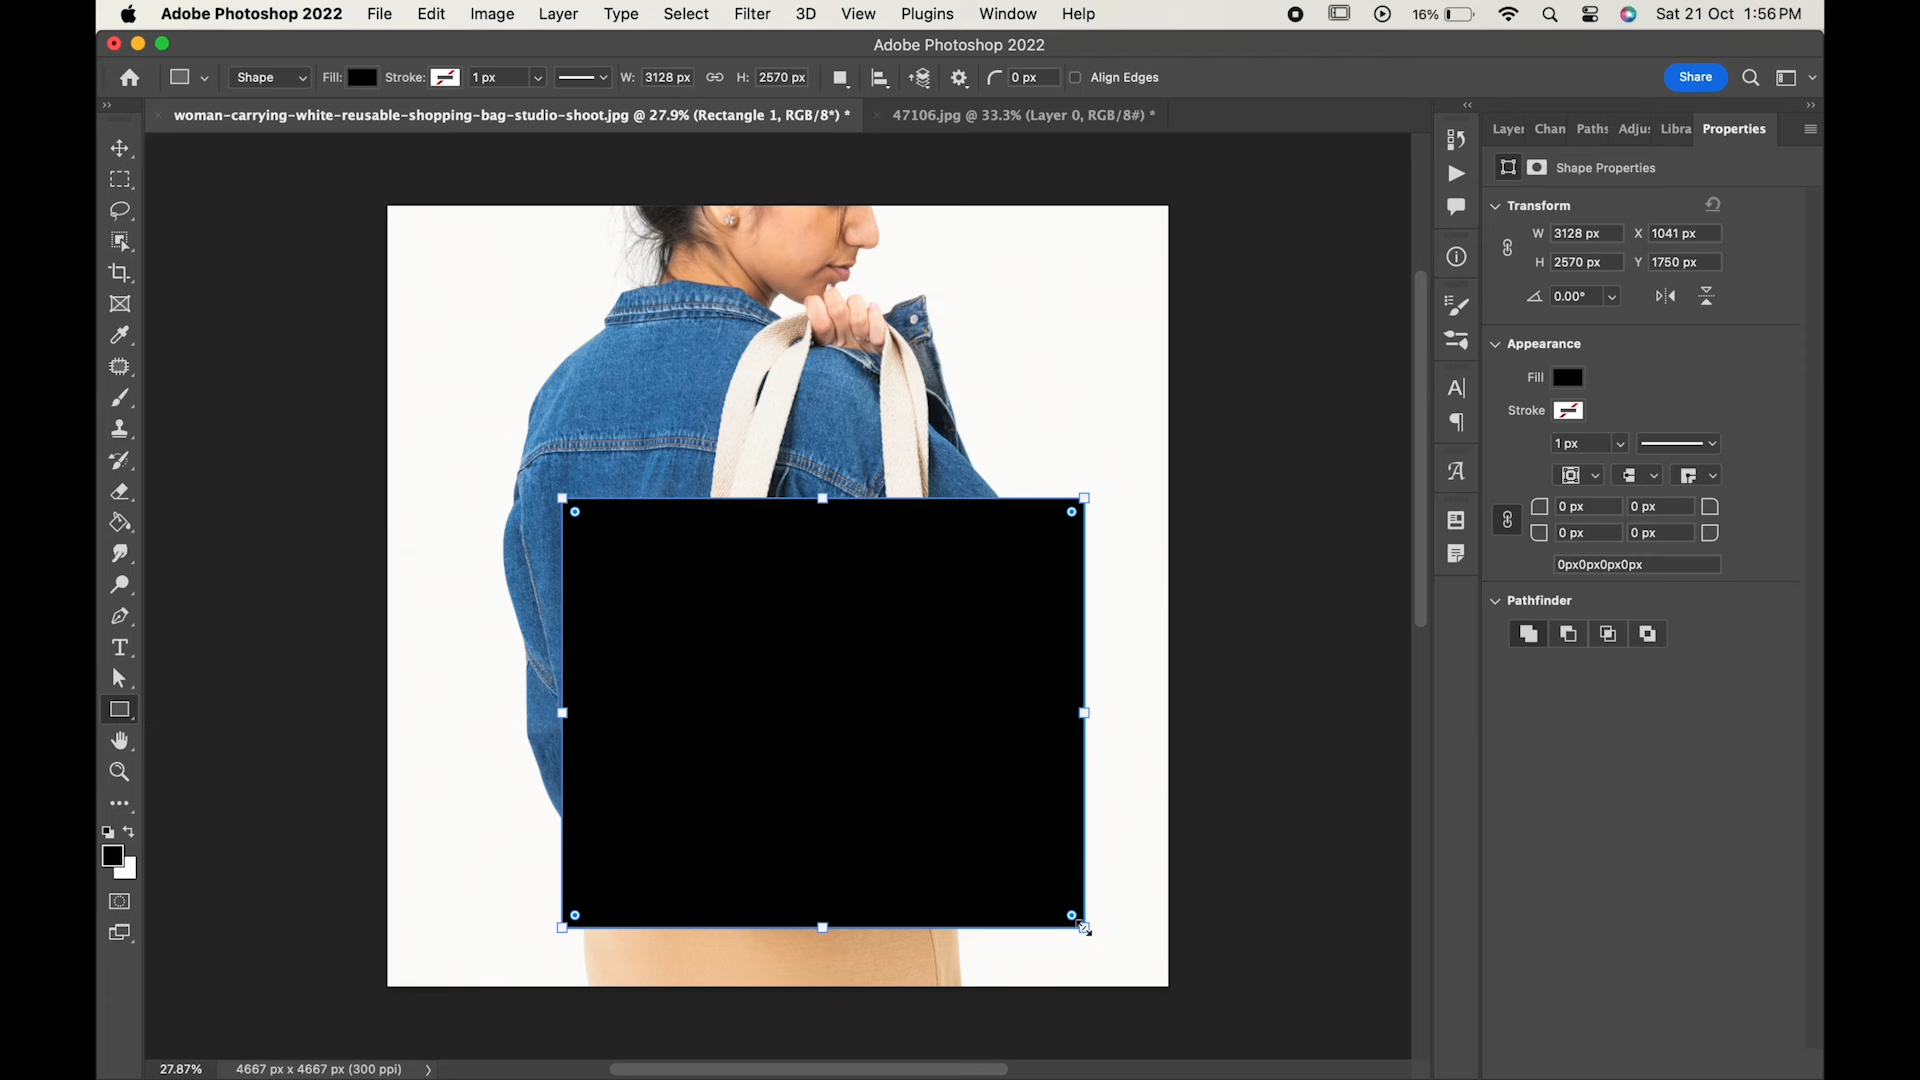 Adobe Photoshop 2022 File Edit Image Layer Type Select Filter 3D View Plugins Window Help 16% Sat 21 Oct 1:56 PM
Adobe Photoshop 2022
Shape Fill: Stroke: 1 px W: 3128 px H: 2570 px 0 px Align Edges Share
woman-carrying-white-reusable-shopping-bag-studio-shoot.jpg @ 27.9% (Rectangle 1, RGB/8*) * 47106.jpg @ 33.3% (Layer 0, RGB/8#) *
Layer Chan Paths Adju Libra Properties
Shape Properties
Transform
W 3128 px X 1041 px
H 2570 px Y 1750 px
0.00°
Appearance
Fill
Stroke
1 px
0 px 0 px
0 px 0 px
0px0px0px0px
Pathfinder
27.87% 4667 px x 4667 px (300 ppi)